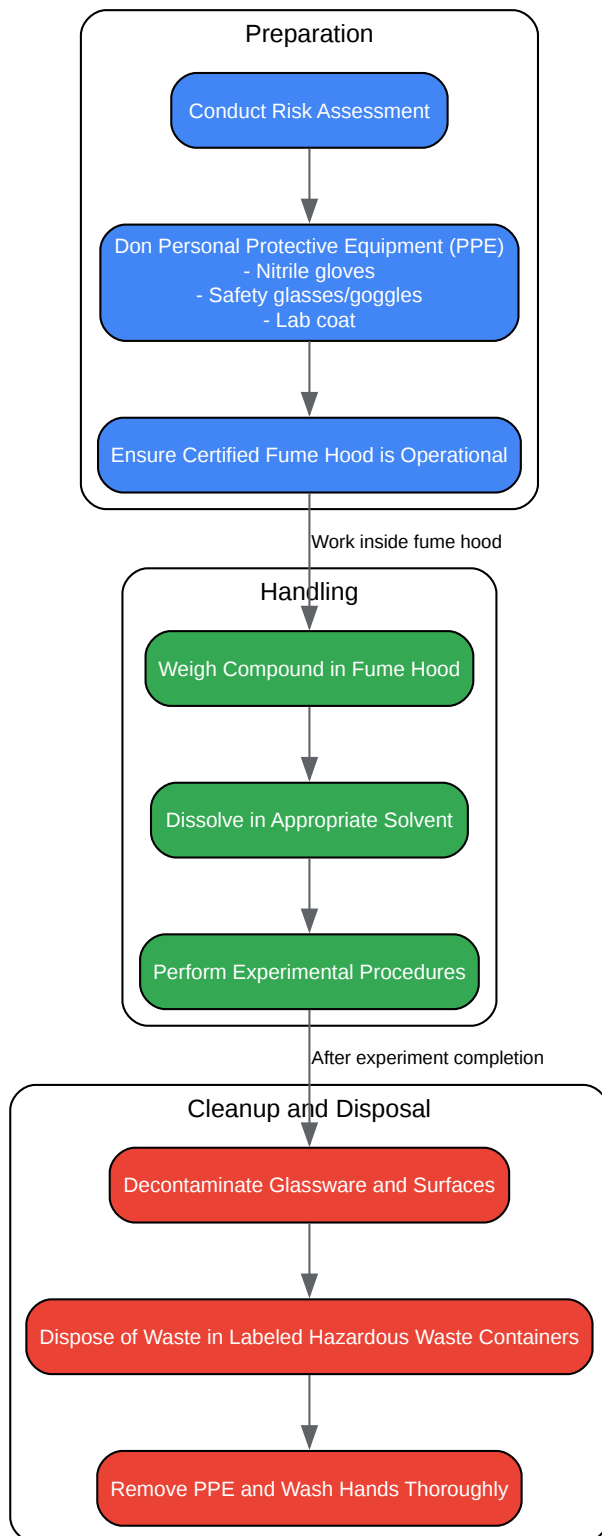 Preparation
Conduct Risk Assessment
Don Personal Protective Equipment (PPE)
- Nitrile gloves
- Safety glasses/goggles
- Lab coat
Ensure Certified Fume Hood is Operational
Work inside fume hood
Handling
Weigh Compound in Fume Hood
Dissolve in Appropriate Solvent
Perform Experimental Procedures
After experiment completion
Cleanup and Disposal
Decontaminate Glassware and Surfaces
Dispose of Waste in Labeled Hazardous Waste Containers
Remove PPE and Wash Hands Thoroughly